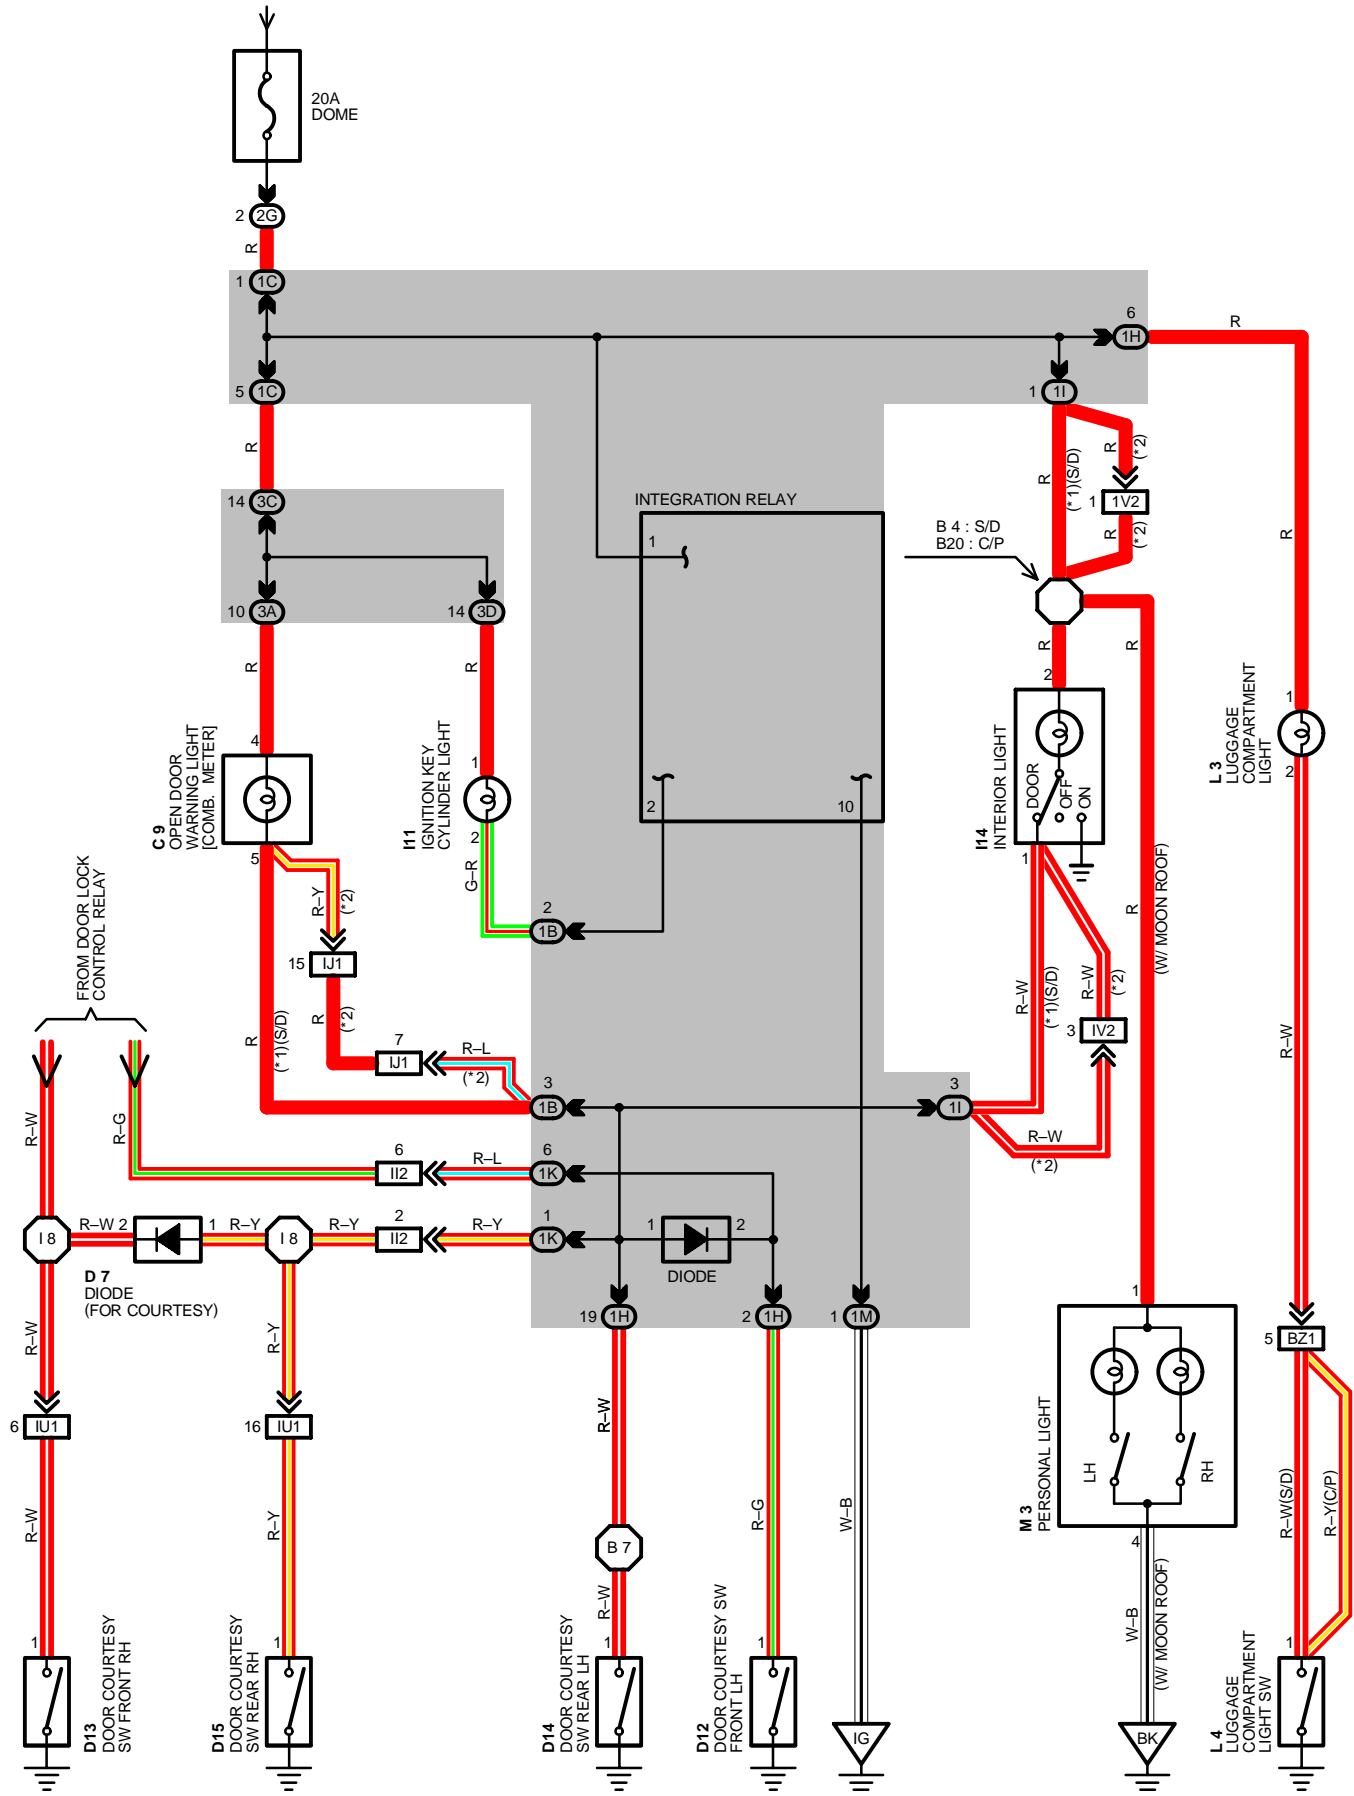 20A
DOME
2 2G
R
1 1C
6
1H
R
5 1C
1 1I
R
R
(*1)(S/D)
R
(*2)
1 1V2
R
(*2)
R
14 3C
INTEGRATION RELAY
1
2
10
B 4 : S/D
B20 : C/P
10 3A
14 3D
R
R
R
R
2
4
C 9
OPEN DOOR
WARNING LIGHT
[COMB. METER]
5
1
I11
IGNITION KEY
CYLINDER LIGHT
2
G–R
I14
INTERIOR LIGHT
DOOR
OFF
ON
1
1
L 3
LUGGAGE
COMPARTMENT
LIGHT
2
R–Y
(*2)
15 IJ1
2
1B
FROM DOOR LOCK
CONTROL RELAY
R
(*1)(S/D)
R
(*2)
7
IJ1
R–L
(*2)
3
1B
3
1I
R–W
(*1)(S/D)
R–W
(*2)
3 IV2
R–W
(*2)
R
(W/ MOON ROOF)
R–W
R–W
R–G
6
II2
R–L
6
1K
I 8
R–W 2
1 R–Y
I 8
R–Y
2
II2
R–Y
1
1K
1
2
DIODE
D 7
DIODE
(FOR COURTESY)
19 1H
2 1H
1 1M
1
5 BZ1
R–W
R–Y
6 IU1
16 IU1
R–W
M 3
PERSONAL LIGHT
LH
RH
4
R–W
R–Y
B 7
R–W
R–G
W–B
W–B
(W/ MOON ROOF)
R–W(S/D)
R–Y(C/P)
1
D13
DOOR COURTESY
SW FRONT RH
1
D15
DOOR COURTESY
SW REAR RH
1
D14
DOOR COURTESY
SW REAR LH
1
D12
DOOR COURTESY SW
FRONT LH
IG
BK
1
L 4
LUGGAGE
COMPARTMENT
LIGHT SW